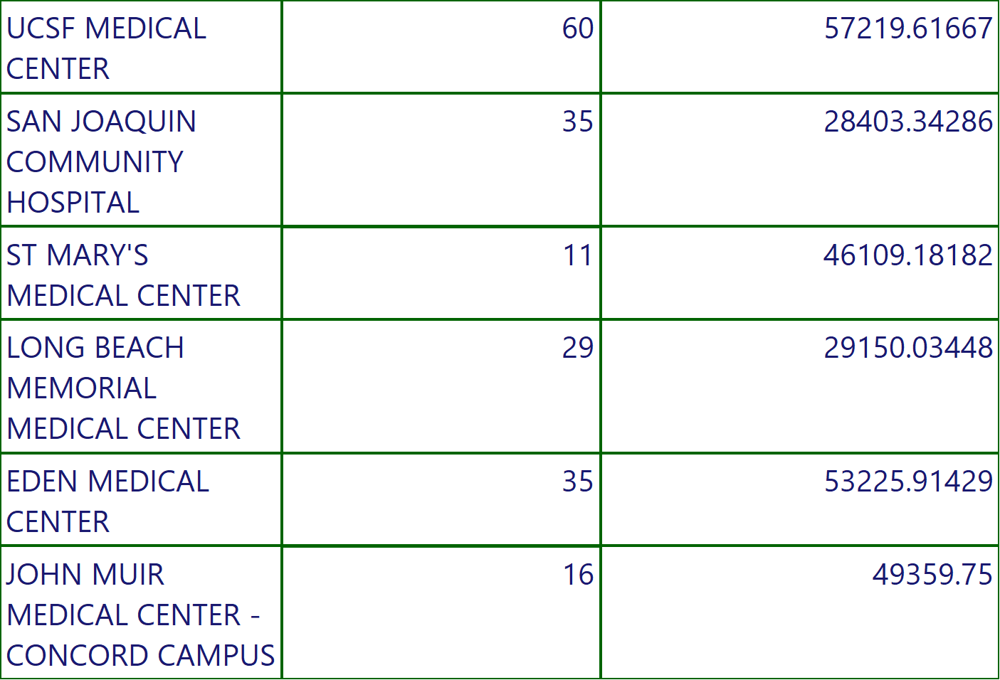 UCSF MEDICAL 60 57219.61667
CENTER
SAN JOAQUIN 35 28403.34286
COMMUNITY
HOSPITAL
ST MARY'S 11 46109.18182
MEDICAL CENTER
LONG BEACH 29 29150.03448
MEMORIAL
MEDICAL CENTER
EDEN MEDICAL 35 53225.91429
CENTER
JOHN MUIR 16 49359.75
MEDICAL CENTER -
CONCORD CAMPUS